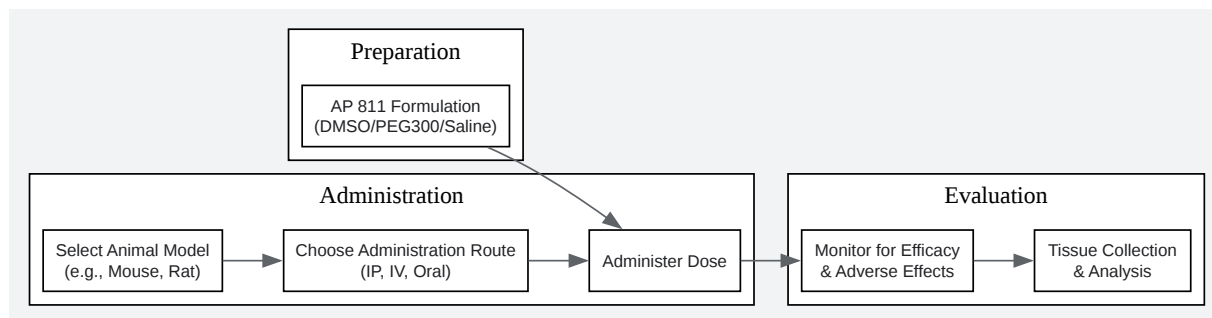 Preparation
AP 811 Formulation
(DMSO/PEG300/Saline)
Administration
Select Animal Model
(e.g., Mouse, Rat)
Choose Administration Route
(IP, IV, Oral)
Administer Dose
Evaluation
Monitor for Efficacy
& Adverse Effects
Tissue Collection
& Analysis